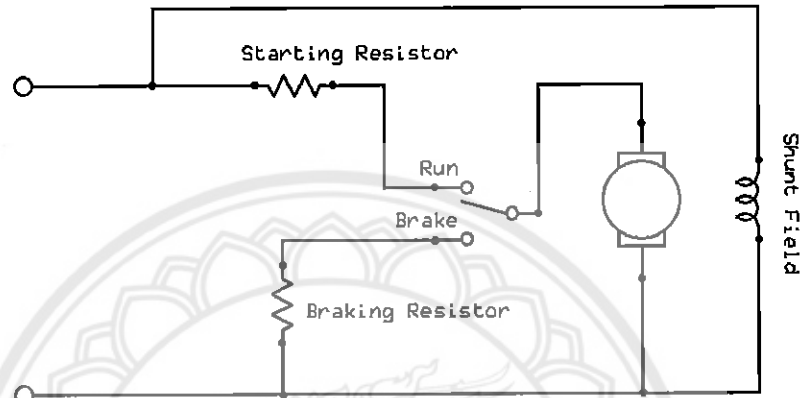 Starting Resistor
Run
Brake
Braking Resistor
Shunt Field